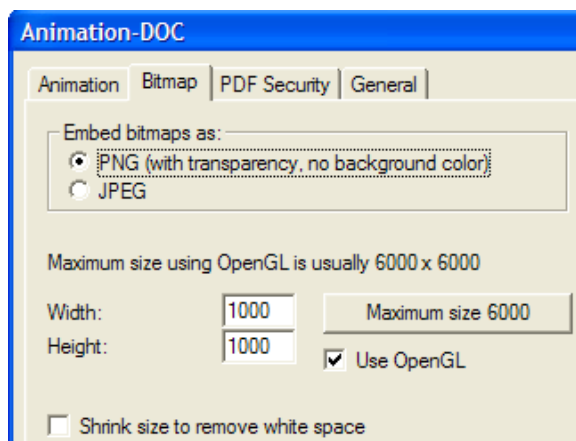 Animation-DOC
Animation Bitmap PDF Security General
Embed bitmaps as:
PNG (with transparency, no background color)
JPEG
Maximum size using OpenGL is usually 6000 x 6000
Width: 1000 Maximum size 6000
Height: 1000 Use OpenGL
Shrink size to remove white space